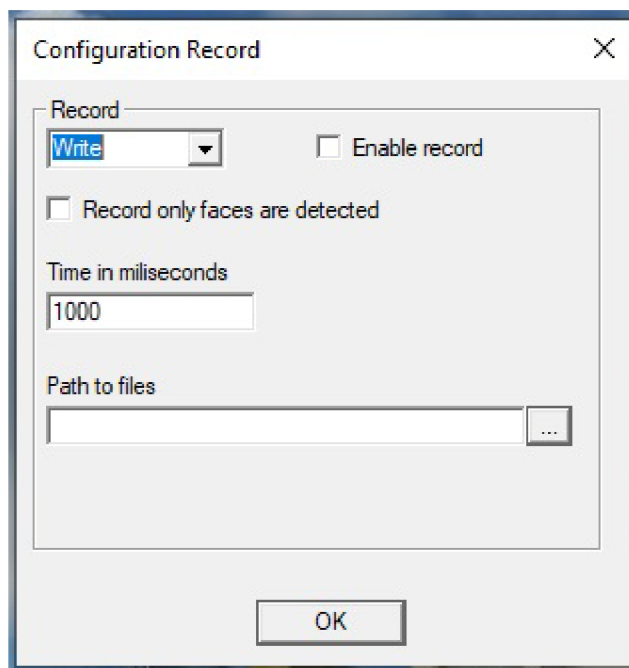 Configuration Record
Record
Write
Enable record
Record only faces are detected
Time in miliseconds
1000
Path to files
...
OK